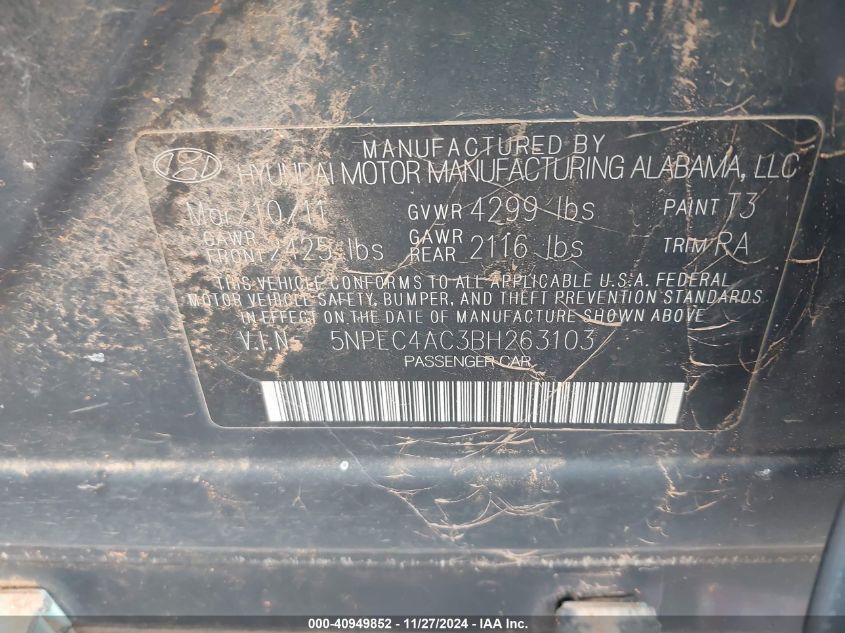 MANUFACTURED BY
HYUNDAI MOTOR MANUFACTURING ALABAMA, LLC
Mar/10/11 GVWR 4299 lbs PAINT T3
GAWR FRONT 2425 lbs GAWR REAR 2116 lbs TRIM RA
THIS VEHICLE CONFORMS TO ALL APPLICABLE U.S.A. FEDERAL
MOTOR VEHICLE SAFETY, BUMPER, AND THEFT PREVENTION STANDARDS
IN EFFECT ON THE DATE OF MANUFACTURE SHOWN ABOVE
V.I.N. 5NPEC4AC3BH263103
PASSENGER CAR
000-40949852 - 11/27/2024 - IAA Inc.